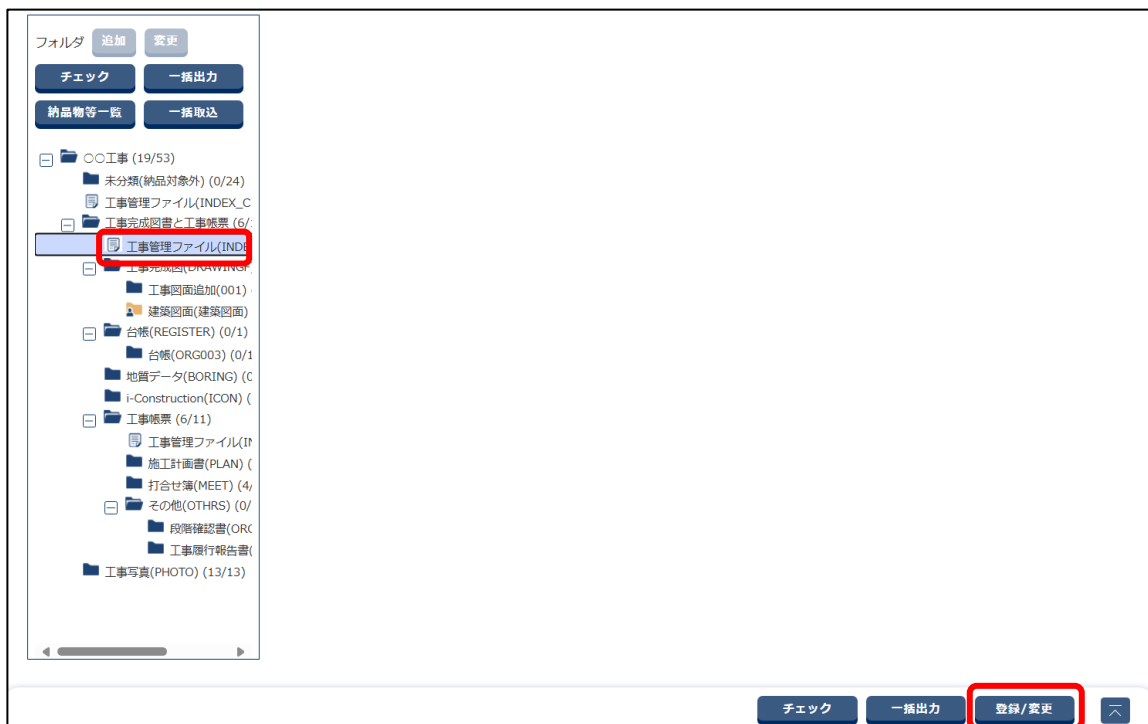 フォルダ 追加 変更
チェック 一括出力
納品物等一覧 一括取込
○○工事 (19/53)
未分類(納品対象外) (0/24)
工事管理ファイル(INDEX_C
工事完成図書と工事帳票 (6/
工事管理ファイル(INDE
工事完成図(DRAWINGF)
工事図面追加(001)
建築図面(建築図面)
台帳(REGISTER) (0/1)
台帳(ORG003) (0/1
地質データ(BORING) (0
i-Construction(ICON) (
工事帳票 (6/11)
工事管理ファイル(IN
施工計画書(PLAN) (
打合せ簿(MEET) (4/
その他(OTHRS) (0/
段階確認書(ORG
工事履行報告書(
工事写真(PHOTO) (13/13)
チェック 一括出力 登録/変更